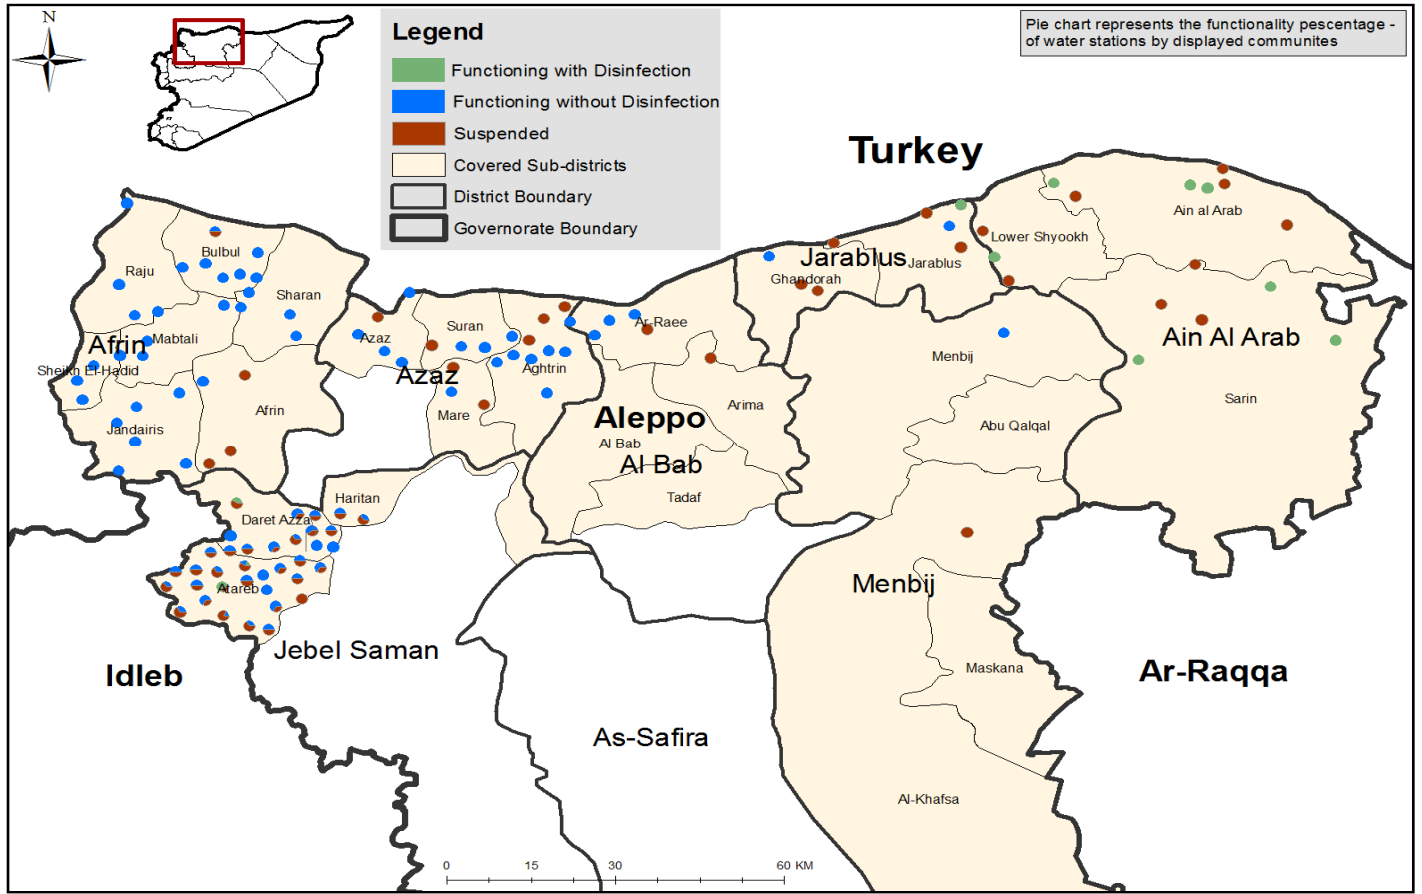 N
Legend
Functioning with Disinfection
Functioning without Disinfection
Suspended
Covered Sub-districts
District Boundary
Governorate Boundary
Pie chart represents the functionality pescentage -
of water stations by displayed communites
Turkey
Ain al Arab
Lower Shyookh
Jarablus
Jarablus
Ghandorah
Bulbul
Raju
Sharan
Mabtali
Afrin
Sheikh El-Hadid
Afrin
Jandairis
Azaz
Suran
Azaz
Aghtrin
Mare
Ar-Raee
Menbij
Ain Al Arab
Sarin
Arima
Aleppo
Abu Qalqal
Al Bab
Al Bab
Tadaf
Haritan
Daret Azza
Atareb
Menbij
Jebel Saman
Idleb
Maskana
Ar-Raqqa
As-Safira
Al-Khafsa
0 15 30 60 KM